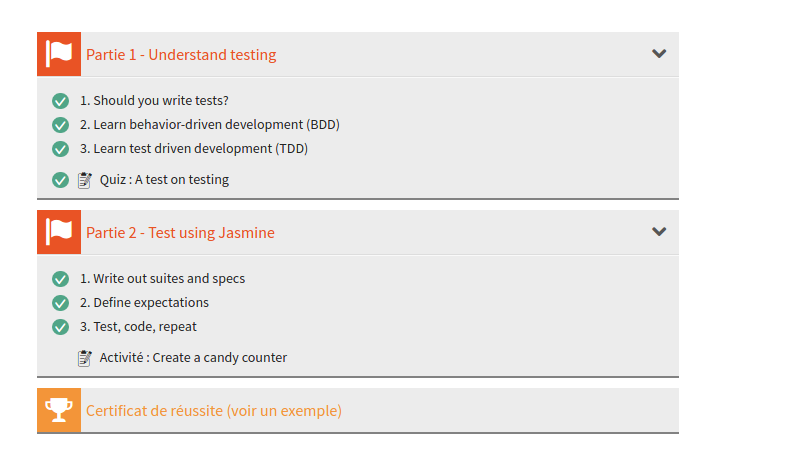 Partie 1 - Understand testing
1. Should you write tests?
2. Learn behavior-driven development (BDD)
3. Learn test driven development (TDD)
Quiz : A test on testing
Partie 2 - Test using Jasmine
1. Write out suites and specs
2. Define expectations
3. Test, code, repeat
Activité : Create a candy counter
Certificat de réussite (voir un exemple)